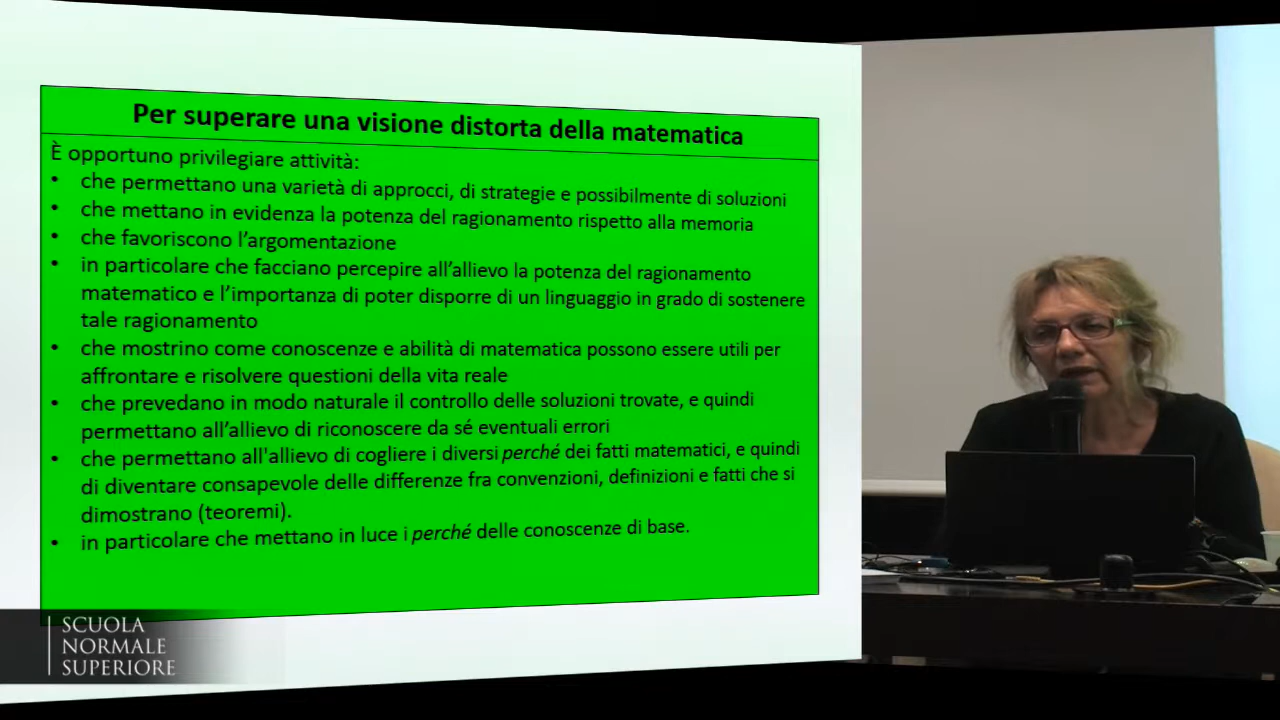 Per superare una visione distorta della matematica
È opportuno privilegiare attività:
• che permettano una varietà di approcci, di strategie e possibilmente di soluzioni
• che mettano in evidenza la potenza del ragionamento rispetto alla memoria
• che favoriscono l’argomentazione
• in particolare che facciano percepire all’allievo la potenza del ragionamento
matematico e l’importanza di poter disporre di un linguaggio in grado di sostenere
tale ragionamento
• che mostrino come conoscenze e abilità di matematica possono essere utili per
affrontare e risolvere questioni della vita reale
• che prevedano in modo naturale il controllo delle soluzioni trovate, e quindi
permettano all’allievo di riconoscere da sé eventuali errori
• che permettano all'allievo di cogliere i diversi perché dei fatti matematici, e quindi
di diventare consapevole delle differenze fra convenzioni, definizioni e fatti che si
dimostrano (teoremi).
• in particolare che mettano in luce i perché delle conoscenze di base.
SCUOLA
NORMALE
SUPERIORE